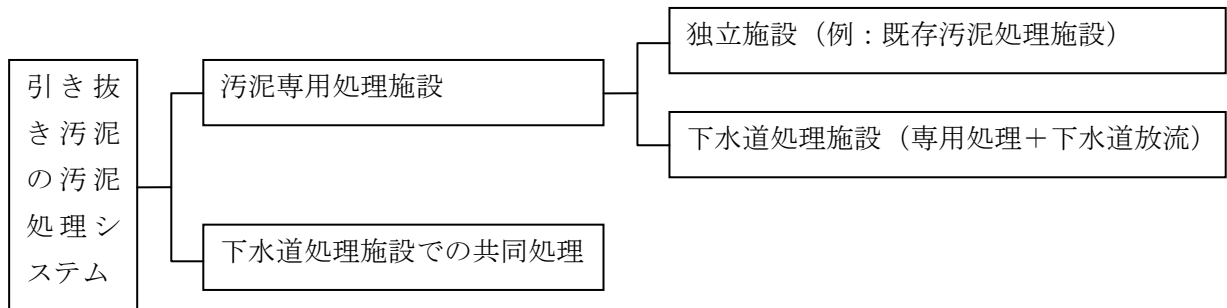 引き抜
き汚泥
の汚泥
処理シ
ステム
汚泥専用処理施設
下水道処理施設での共同処理
独立施設（例：既存汚泥処理施設）
下水道処理施設（専用処理＋下水道放流）